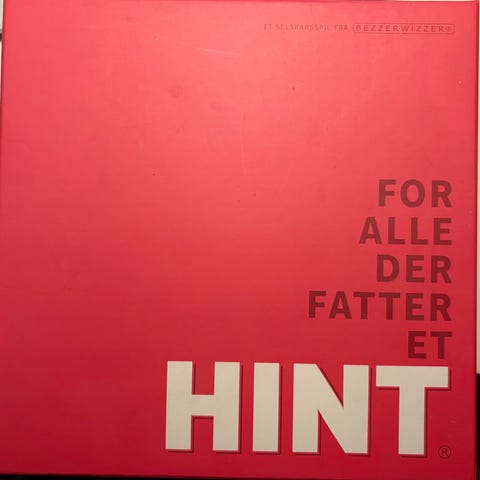 ET SELSKABSSPIL FRA BEZZERWIZZER®
FOR
ALLE
DER
FATTER
ET
HINT®